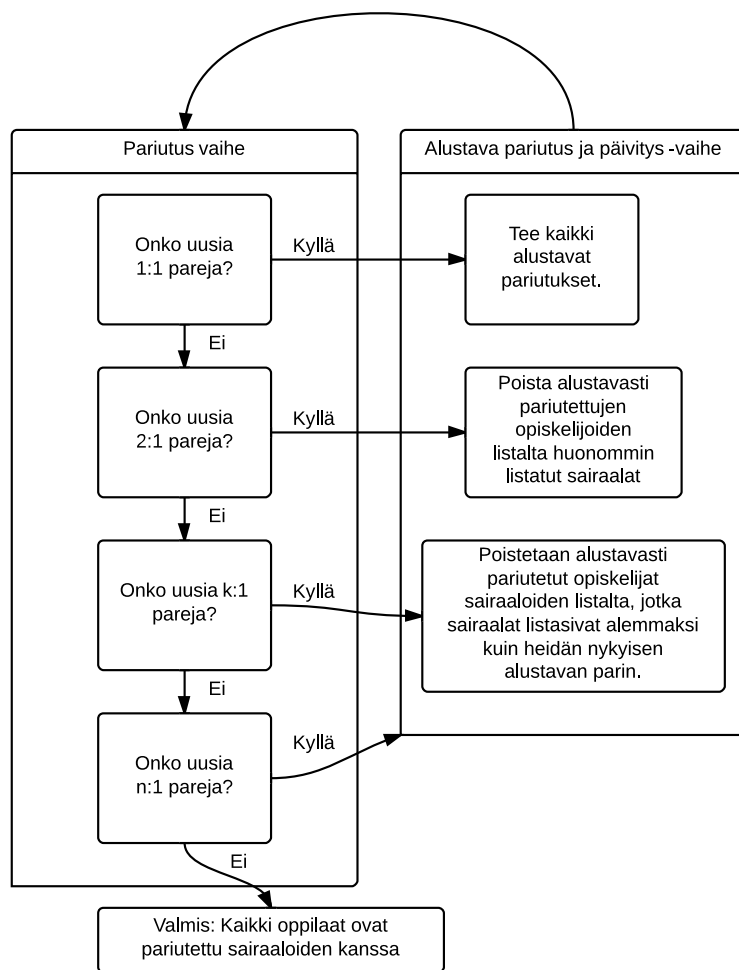 Pariutus vaihe
Onko uusia
1:1 pareja?
Kyllä
Ei
Onko uusia
2:1 pareja?
Kyllä
Ei
Onko uusia k:1
pareja?
Kyllä
Ei
Onko uusia
n:1 pareja?
Kyllä
Ei
Alustava pariutus ja päivitys -vaihe
Tee kaikki
alustavat
pariutukset.
Poista alustavasti
pariutettujen
opiskelijoiden
listalta huonommin
listatut sairaalat
Poistetaan alustavasti
pariutetut opiskelijat
sairaaloiden listalta, jotka
sairaalat listasivat alemmaksi
kuin heidän nykyisen
alustavan parin.
Valmis: Kaikki oppilaat ovat
pariutettu sairaaloiden kanssa